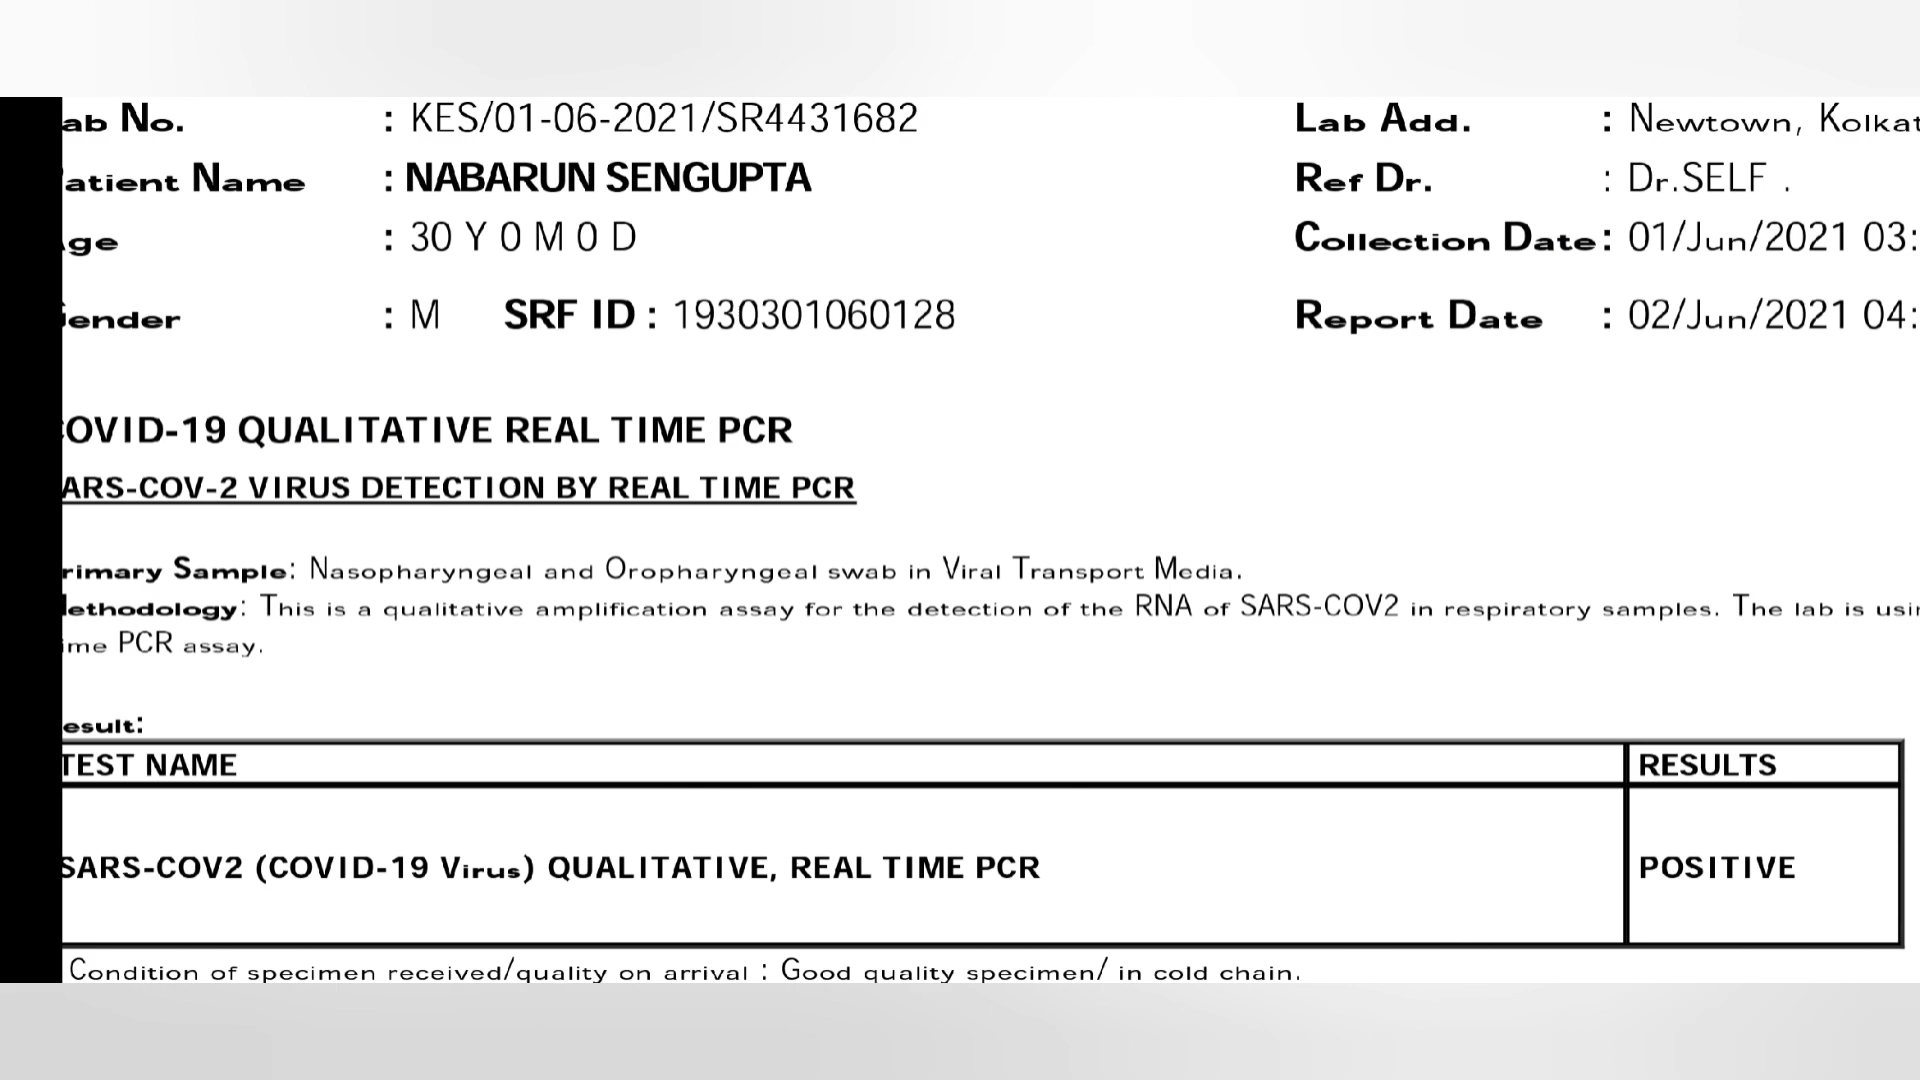 ab No. : KES/01-06-2021/SR4431682 Lab Add. : Newtown, Kolkat
atient Name : NABARUN SENGUPTA Ref Dr. : Dr.SELF .
ge : 30 Y 0 M 0 D Collection Date : 01/Jun/2021 03:
ender : M SRF ID : 1930301060128 Report Date : 02/Jun/2021 04:
OVID-19 QUALITATIVE REAL TIME PCR
ARS-COV-2 VIRUS DETECTION BY REAL TIME PCR
rimary Sample: Nasopharyngeal and Oropharyngeal swab in Viral Transport Media.
ethodology: This is a qualitative amplification assay for the detection of the RNA of SARS-COV2 in respiratory samples. The lab is usin
ime PCR assay.
esult:
TEST NAME RESULTS
SARS-COV2 (COVID-19 Virus) QUALITATIVE, REAL TIME PCR POSITIVE
Condition of specimen received/quality on arrival : Good quality specimen/ in cold chain.